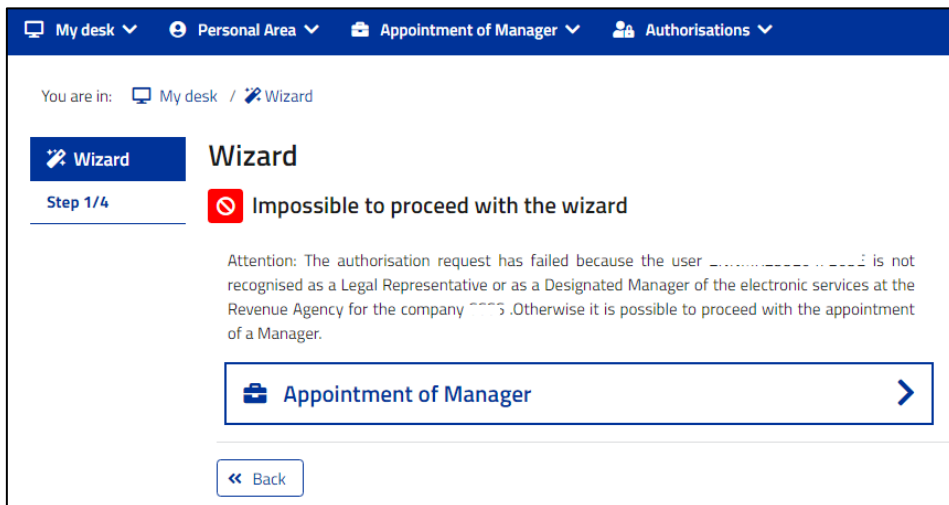 My desk Personal Area Appointment of Manager Authorisations
You are in: My desk / Wizard
Wizard
Step 1/4
Wizard
Impossible to proceed with the wizard
Attention: The authorisation request has failed because the user is not
recognised as a Legal Representative or as a Designated Manager of the electronic services at the
Revenue Agency for the company .Otherwise it is possible to proceed with the appointment
of a Manager.
Appointment of Manager
Back